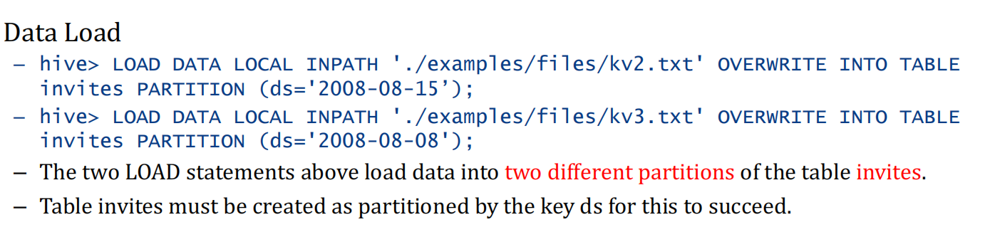 Data Load
– hive> LOAD DATA LOCAL INPATH './examples/files/kv2.txt' OVERWRITE INTO TABLE
invites PARTITION (ds='2008-08-15’);
– hive> LOAD DATA LOCAL INPATH './examples/files/kv3.txt' OVERWRITE INTO TABLE
invites PARTITION (ds='2008-08-08');
– The two LOAD statements above load data into two different partitions of the table invites.
– Table invites must be created as partitioned by the key ds for this to succeed.